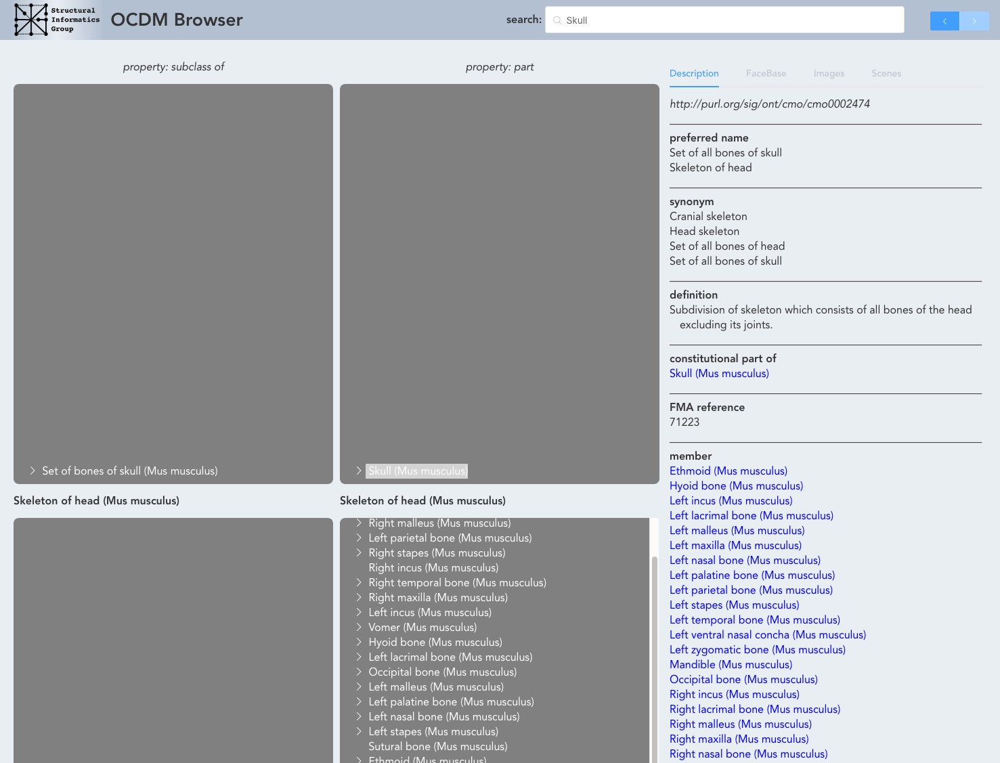 Structural
Informatics
Group
OCDM Browser
search:
Skull
property: subclass of
property: part
Set of bones of skull (Mus musculus)
Skull (Mus musculus)
Skeleton of head (Mus musculus)
Skeleton of head (Mus musculus)
Right malleus (Mus musculus)
Left parietal bone (Mus musculus)
Right stapes (Mus musculus)
Right incus (Mus musculus)
Right temporal bone (Mus musculus)
Right maxilla (Mus musculus)
Left incus (Mus musculus)
Vomer (Mus musculus)
Hyoid bone (Mus musculus)
Left lacrimal bone (Mus musculus)
Occipital bone (Mus musculus)
Left malleus (Mus musculus)
Left palatine bone (Mus musculus)
Left nasal bone (Mus musculus)
Left stapes (Mus musculus)
Sutural bone (Mus musculus)
Ethmoid (Mus musculus)
Description
FaceBase
Images
Scenes
http://purl.org/sig/ont/cmo/cmo0002474
preferred name
Set of all bones of skull
Skeleton of head
synonym
Cranial skeleton
Head skeleton
Set of all bones of head
Set of all bones of skull
definition
Subdivision of skeleton which consists of all bones of the head
excluding its joints.
constitutional part of
Skull (Mus musculus)
FMA reference
71223
member
Ethmoid (Mus musculus)
Hyoid bone (Mus musculus)
Left incus (Mus musculus)
Left lacrimal bone (Mus musculus)
Left malleus (Mus musculus)
Left maxilla (Mus musculus)
Left nasal bone (Mus musculus)
Left palatine bone (Mus musculus)
Left parietal bone (Mus musculus)
Left stapes (Mus musculus)
Left temporal bone (Mus musculus)
Left ventral nasal concha (Mus musculus)
Left zygomatic bone (Mus musculus)
Mandible (Mus musculus)
Occipital bone (Mus musculus)
Right incus (Mus musculus)
Right lacrimal bone (Mus musculus)
Right malleus (Mus musculus)
Right maxilla (Mus musculus)
Right nasal bone (Mus musculus)